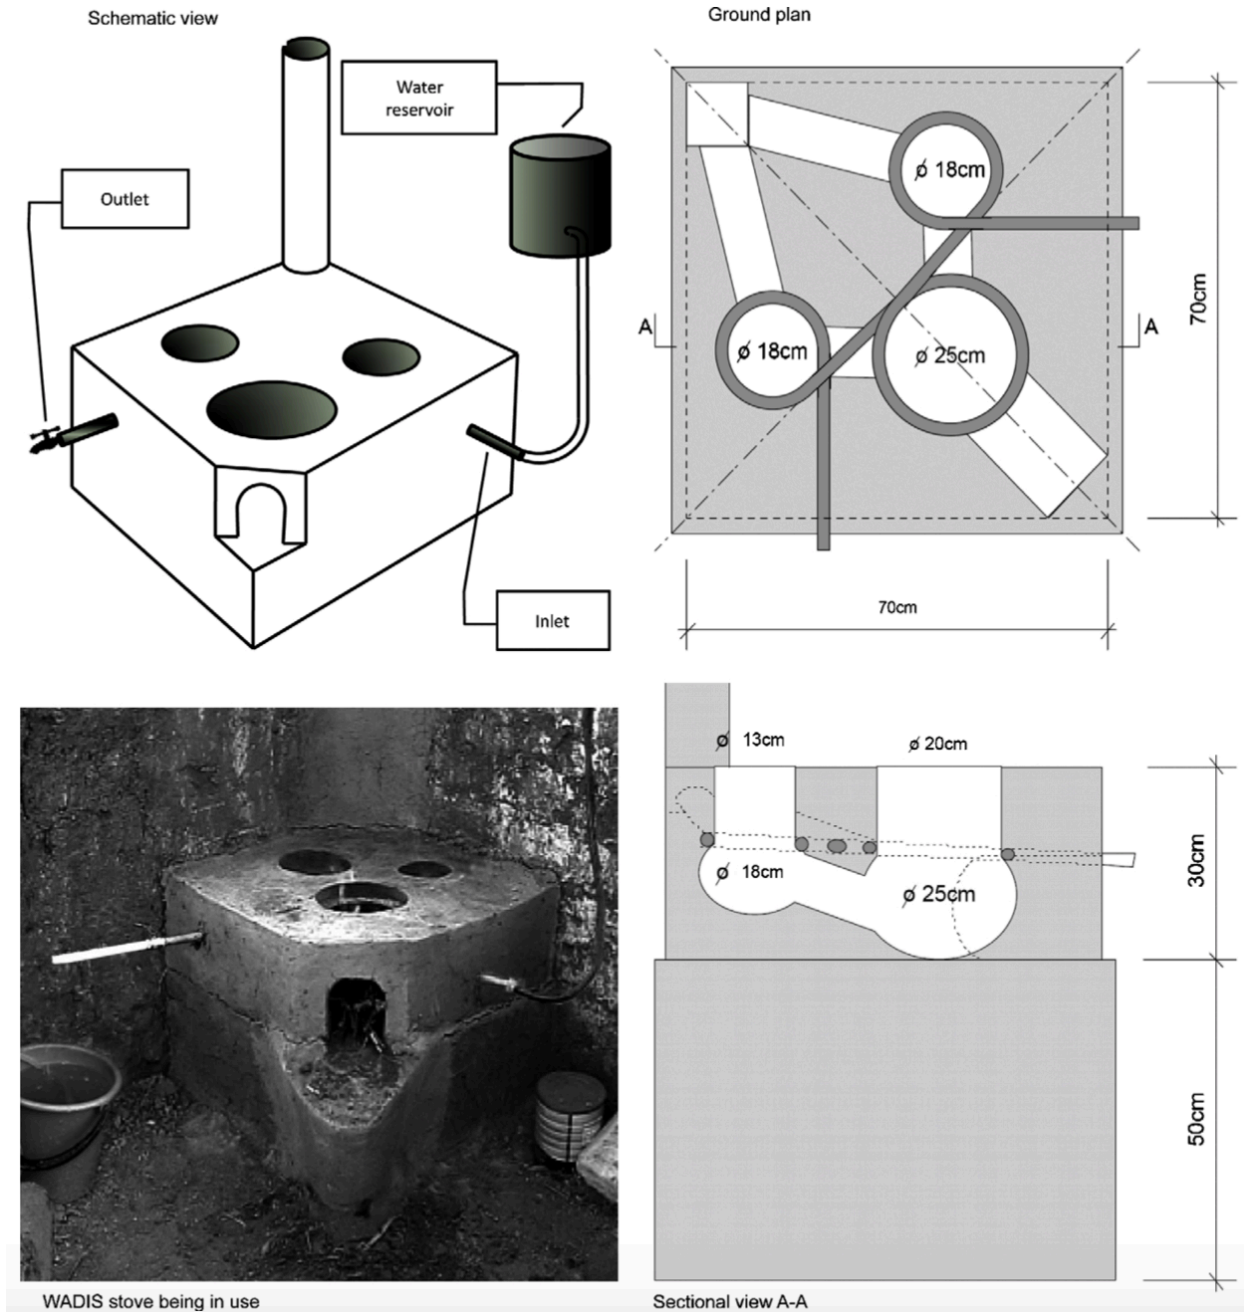 Schematic view
Water
reservoir
Outlet
Inlet
Ground plan
ø 18cm
A
A
ø 18cm
ø 25cm
70cm
70cm
WADIS stove being in use
ø 13cm
ø 20cm
ø 18cm
ø 25cm
30cm
50cm
Sectional view A-A